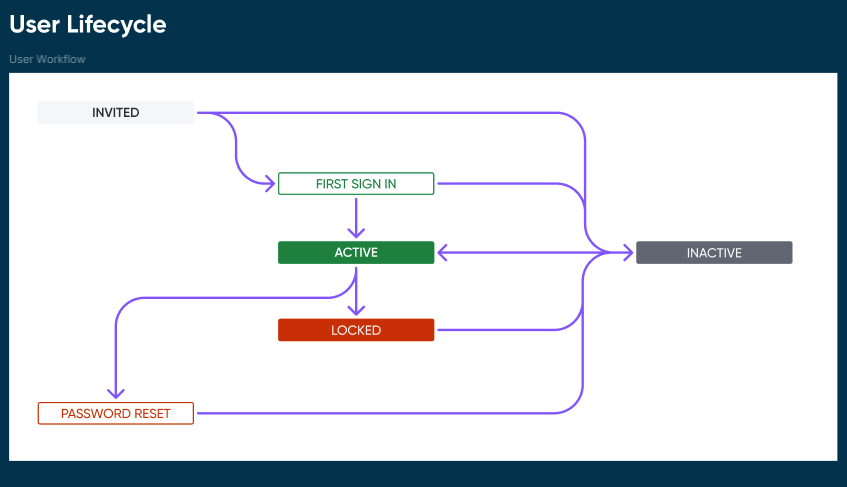 User Lifecycle
User Workflow
INVITED
FIRST SIGN IN
ACTIVE
INACTIVE
LOCKED
PASSWORD RESET